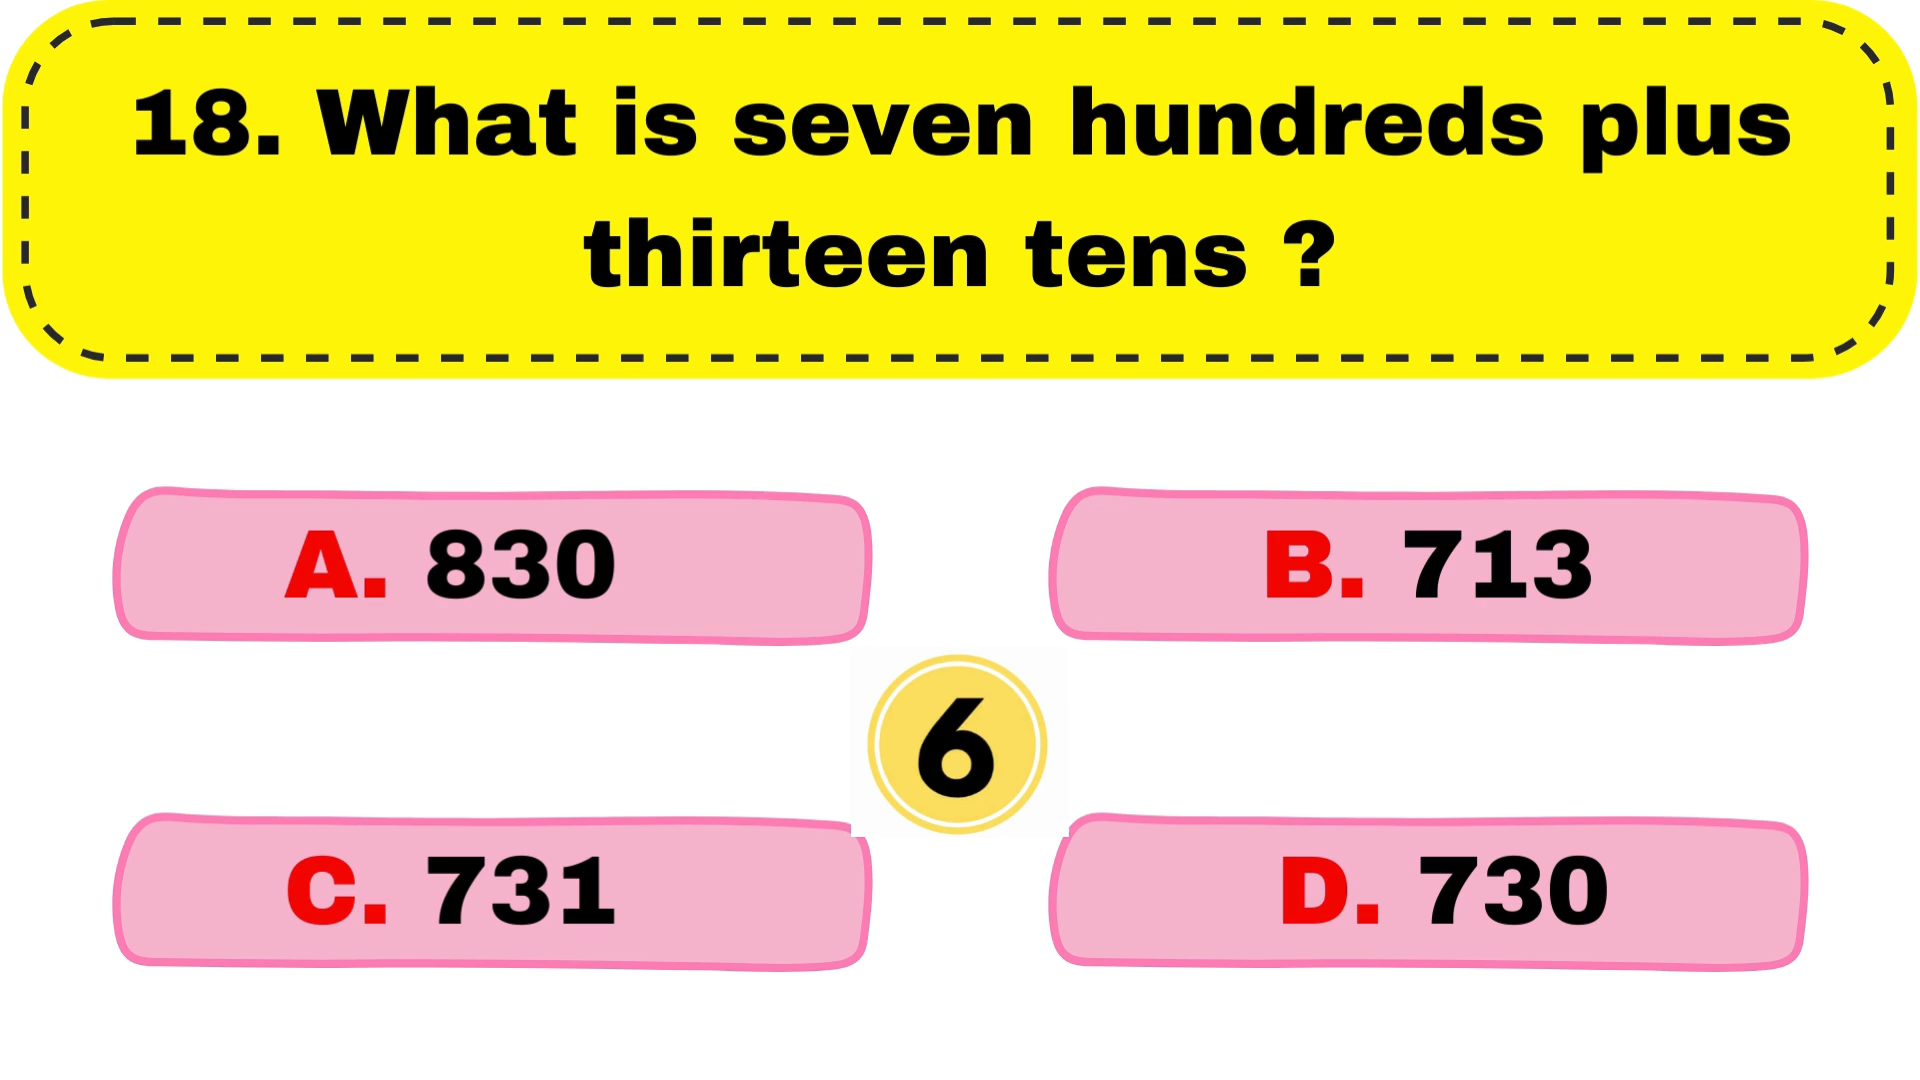 18. What is seven hundreds plus
thirteen tens ?
A. 830
B. 713
6
C. 731
D. 730